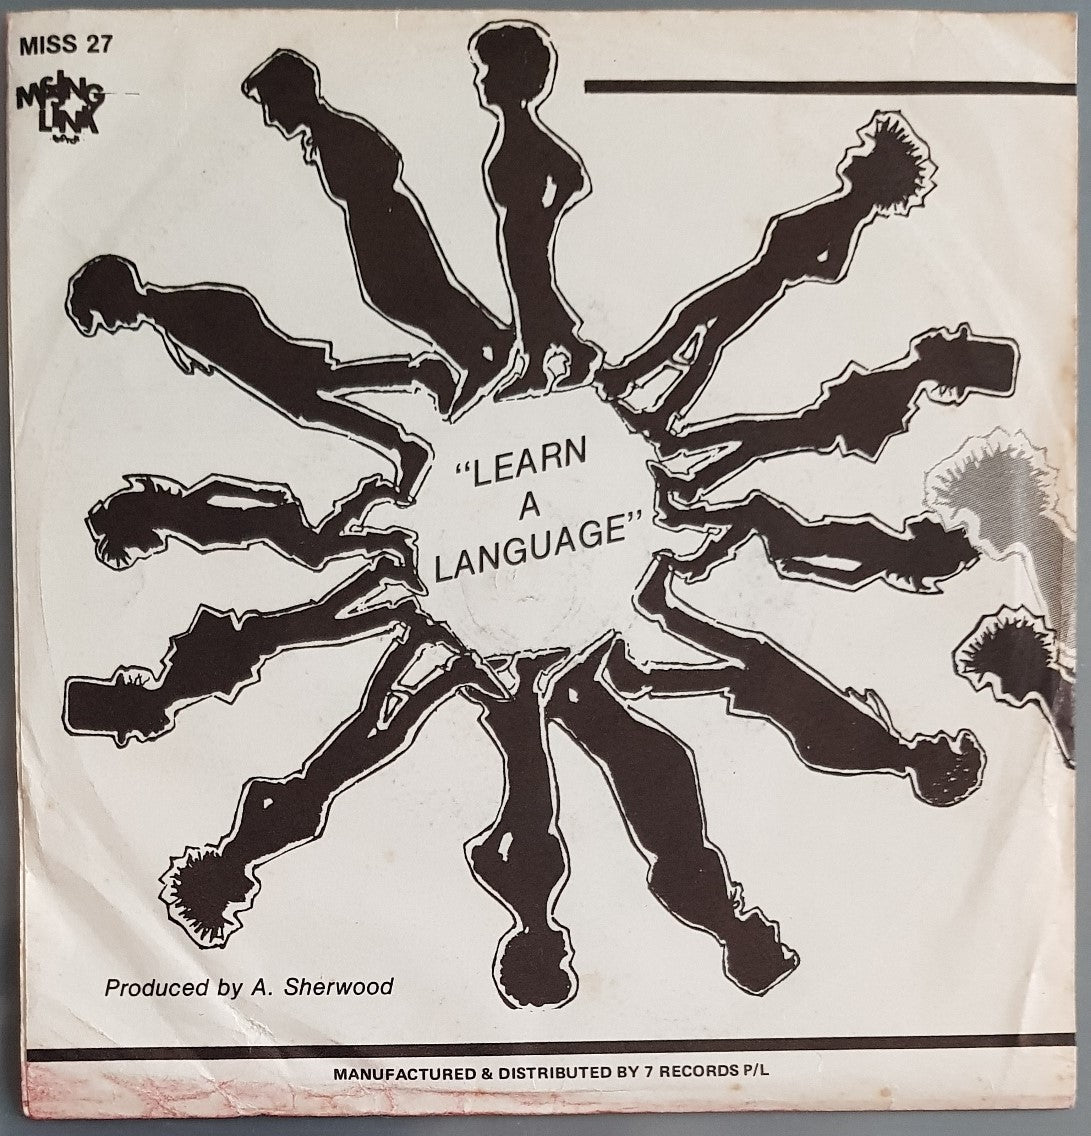 MISS 27
MISSING
LINK
"LEARN
A
LANGUAGE"
Produced by A. Sherwood
MANUFACTURED & DISTRIBUTED BY 7 RECORDS P/L